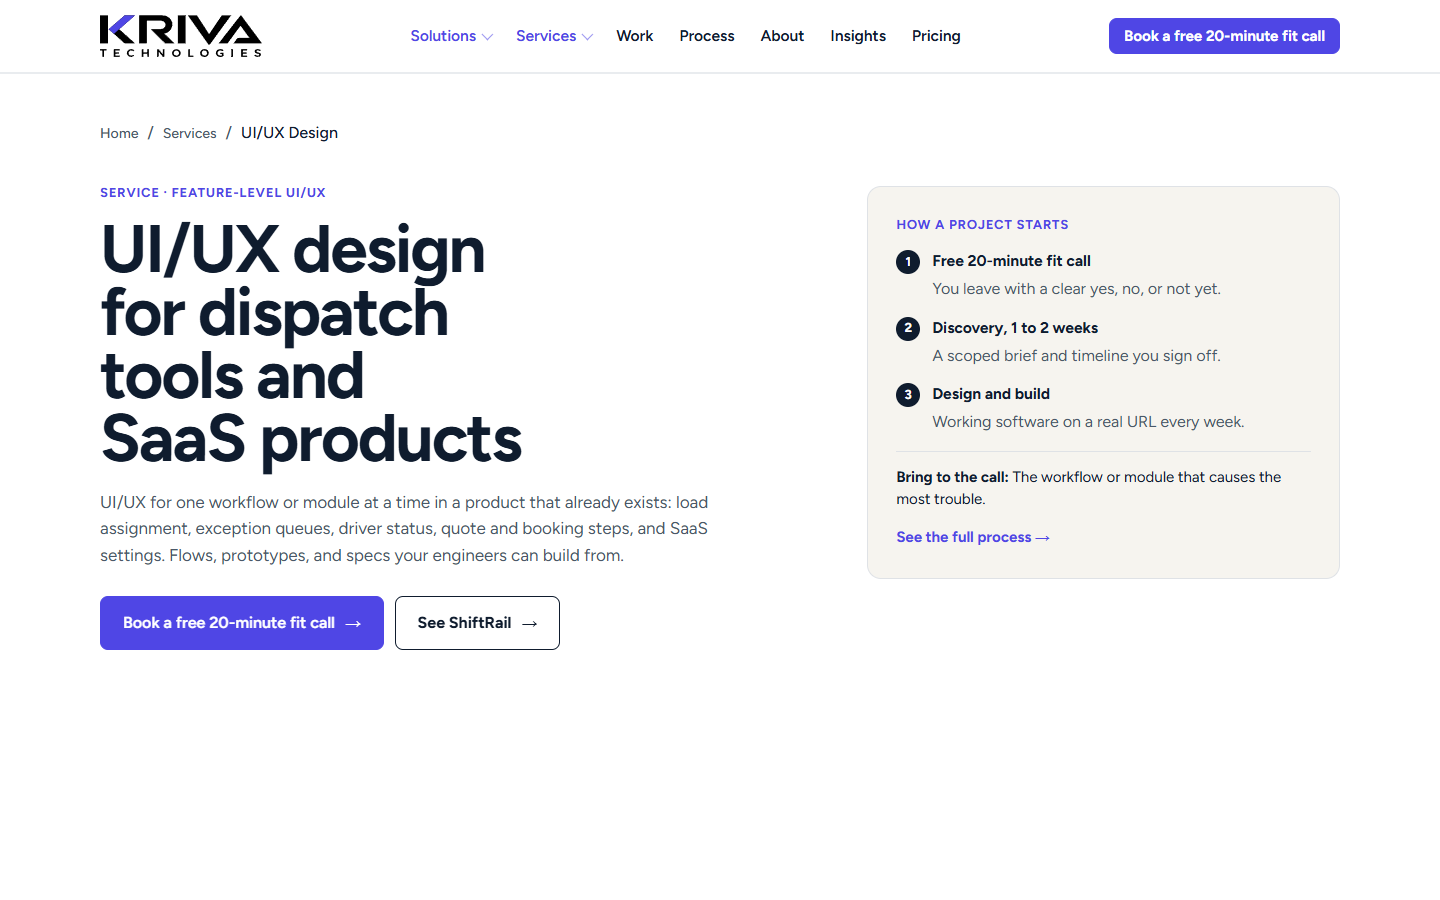 KRIVA
TECHNOLOGIES
Solutions
Services
Work
Process
About
Insights
Pricing
Book a free 20-minute fit call
Home / Services / UI/UX Design
SERVICE · FEATURE-LEVEL UI/UX
UI/UX design
for dispatch
tools and
SaaS products
UI/UX for one workflow or module at a time in a product that already exists: load
assignment, exception queues, driver status, quote and booking steps, and SaaS
settings. Flows, prototypes, and specs your engineers can build from.
Book a free 20-minute fit call →
See ShiftRail →
HOW A PROJECT STARTS
1 Free 20-minute fit call
You leave with a clear yes, no, or not yet.
2 Discovery, 1 to 2 weeks
A scoped brief and timeline you sign off.
3 Design and build
Working software on a real URL every week.
Bring to the call: The workflow or module that causes the
most trouble.
See the full process →